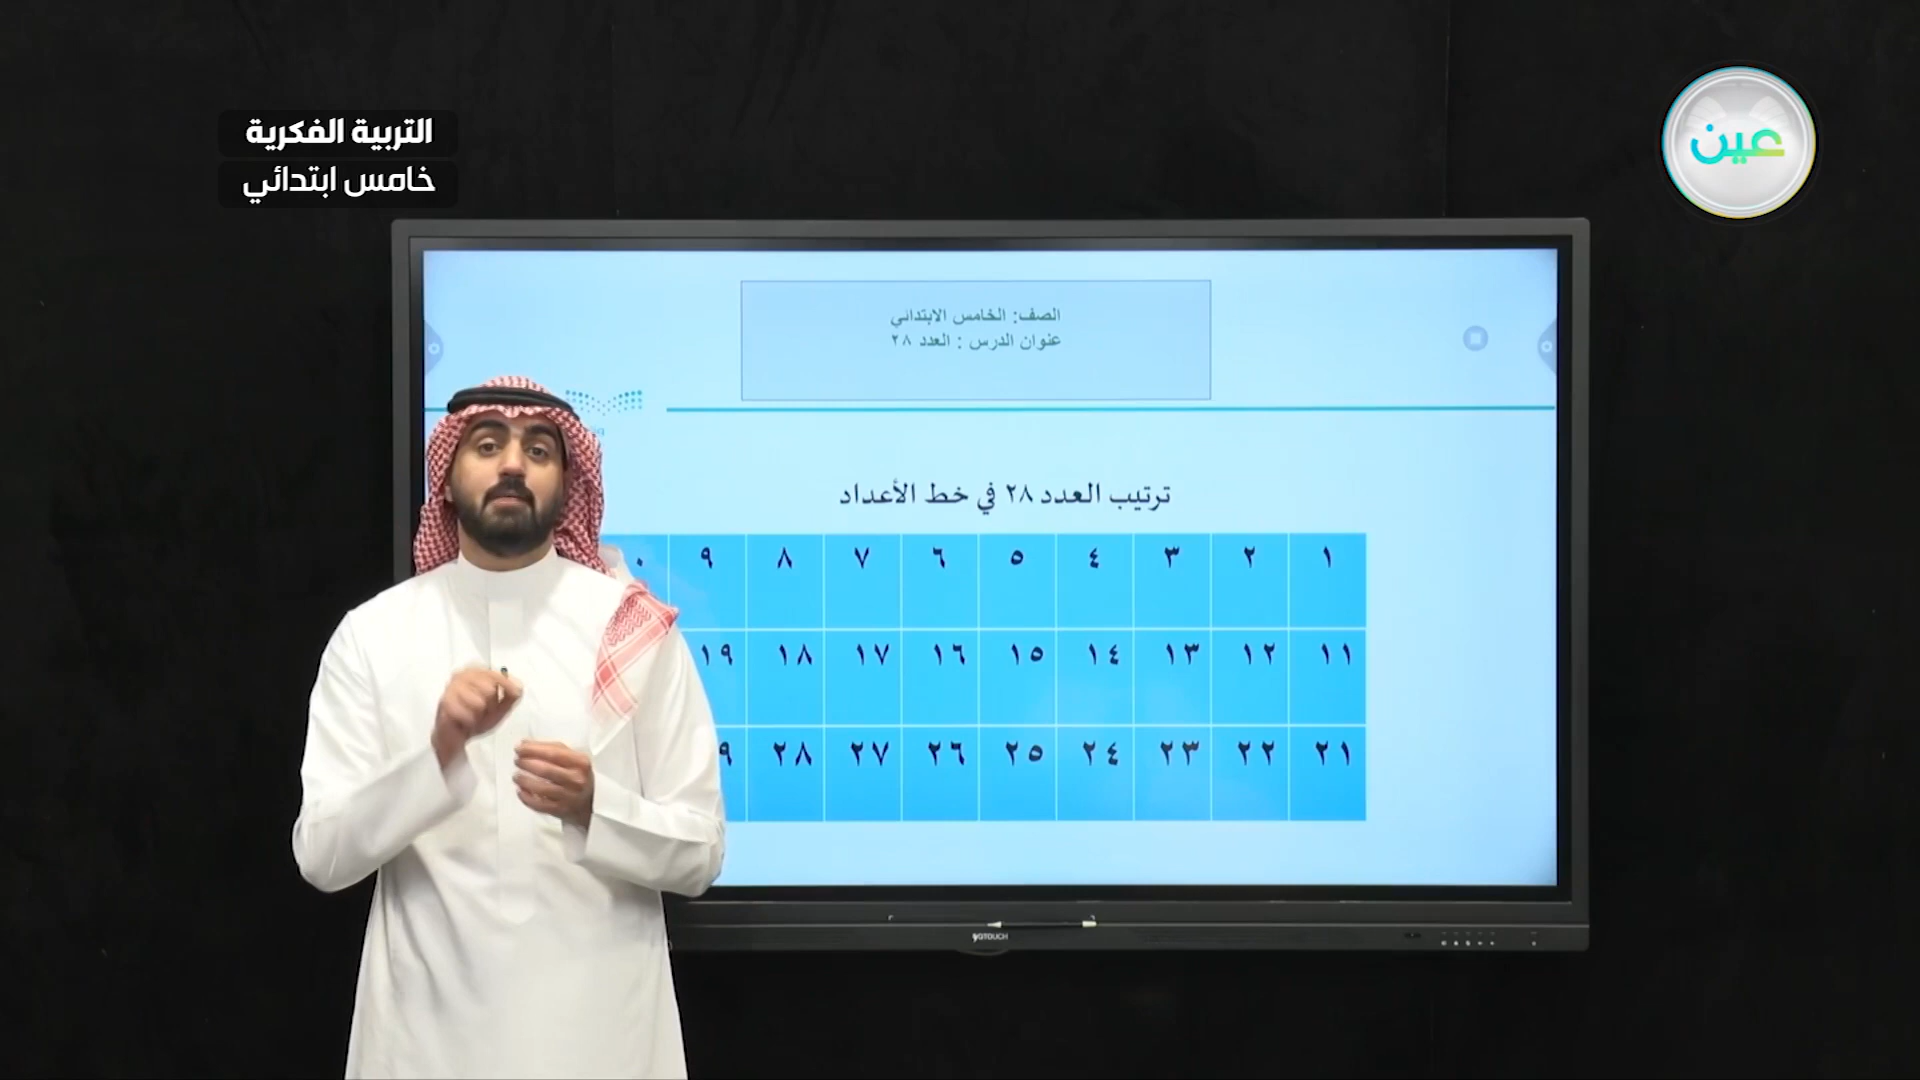 التربية الفكرية
خامس ابتدائي
عين
الصف: الخامس الابتدائي
عنوان الدرس : العدد ٢٨
ترتيب العدد ٢٨ في خط الأعداد
١ ٢ ٣ ٤ ٥ ٦ ٧ ٨ ٩
١١ ١٢ ١٣ ١٤ ١٥ ١٦ ١٧ ١٨ ١٩
٢١ ٢٢ ٢٣ ٢٤ ٢٥ ٢٦ ٢٧ ٢٨